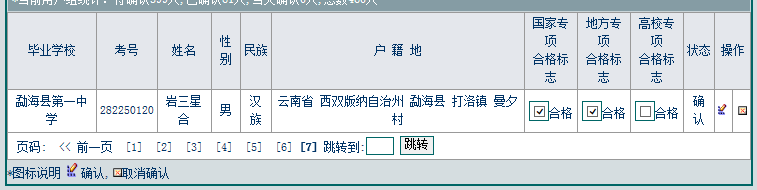 毕业学校 考号 姓名 性别 民族 户 籍 地 国家专项合格标志 地方专项合格标志 高校专项合格标志 状态 操作
勐海县第一中学 282250120 岩三星合 男 汉族 云南省 西双版纳自治州 勐海县 打洛镇 曼夕村 合格 合格 合格 确认
页码: << 前一页 [1] [2] [3] [4] [5] [6] [7] 跳转到: 跳转
*图标说明 确认, 取消确认